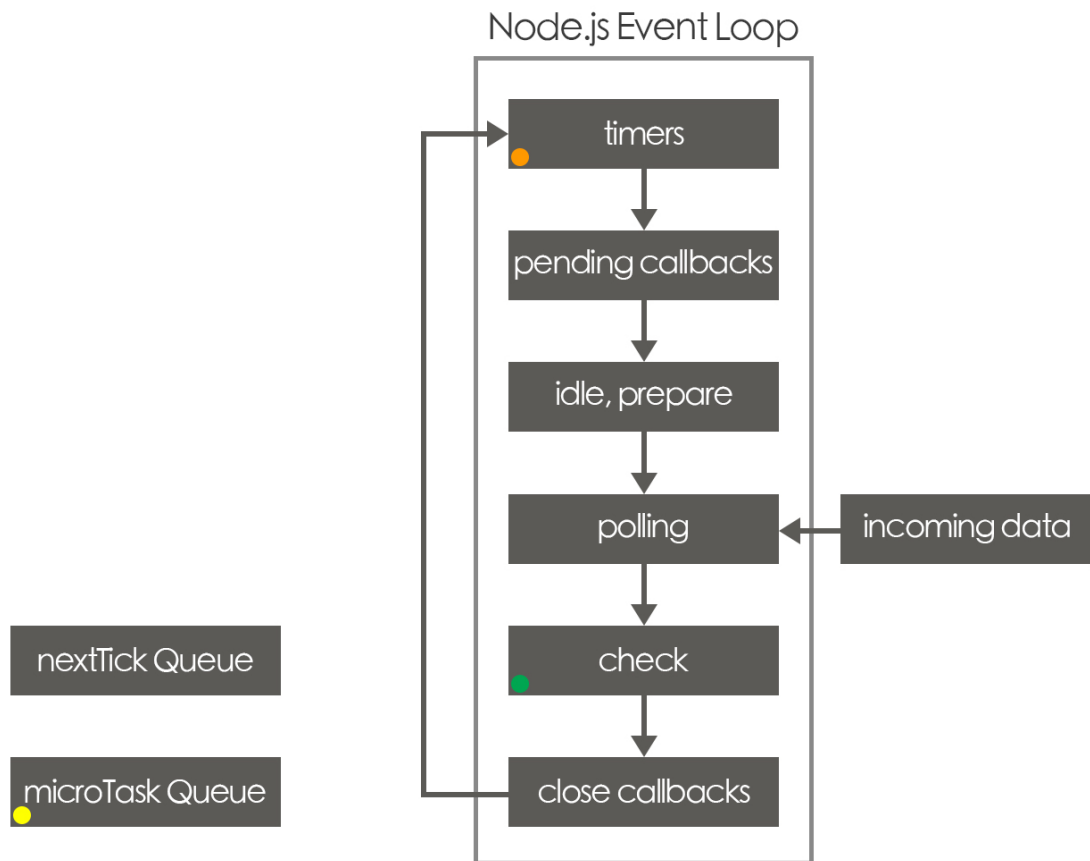 Node.js Event Loop
timers
pending callbacks
idle, prepare
polling
incoming data
nextTick Queue
check
microTask Queue
close callbacks